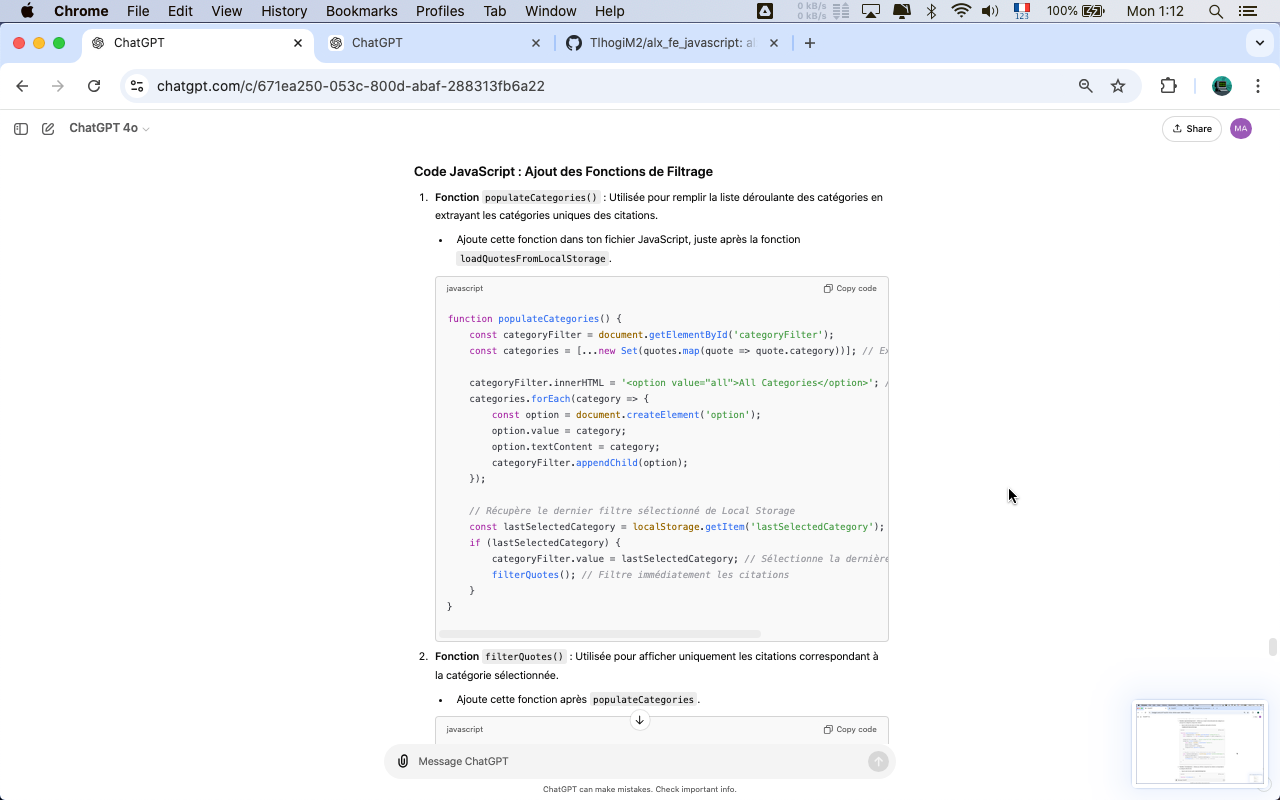 Chrome File Edit View History Bookmarks Profiles Tab Window Help 0 kB/s 0 kB/s 123 100% Mon 1:12
ChatGPT ChatGPT TlhogiM2/alx_fe_javascript: al
chatgpt.com/c/671ea250-053c-800d-abaf-288313fb6a22
ChatGPT 4o Share MA
Code JavaScript : Ajout des Fonctions de Filtrage
1. Fonction populateCategories() : Utilisée pour remplir la liste déroulante des catégories en
extrayant les catégories uniques des citations.
• Ajoute cette fonction dans ton fichier JavaScript, juste après la fonction
loadQuotesFromLocalStorage.
javascript Copy code
function populateCategories() {
const categoryFilter = document.getElementById('categoryFilter');
const categories = [...new Set(quotes.map(quote => quote.category))]; // Ex
categoryFilter.innerHTML = '<option value="all">All Categories</option>'; /
categories.forEach(category => {
const option = document.createElement('option');
option.value = category;
option.textContent = category;
categoryFilter.appendChild(option);
});
// Récupère le dernier filtre sélectionné de Local Storage
const lastSelectedCategory = localStorage.getItem('lastSelectedCategory');
if (lastSelectedCategory) {
categoryFilter.value = lastSelectedCategory; // Sélectionne la dernière
filterQuotes(); // Filtre immédiatement les citations
}
}
2. Fonction filterQuotes() : Utilisée pour afficher uniquement les citations correspondant à
la catégorie sélectionnée.
• Ajoute cette fonction après populateCategories.
javascript Copy code
Message ChatGPT
ChatGPT can make mistakes. Check important info.